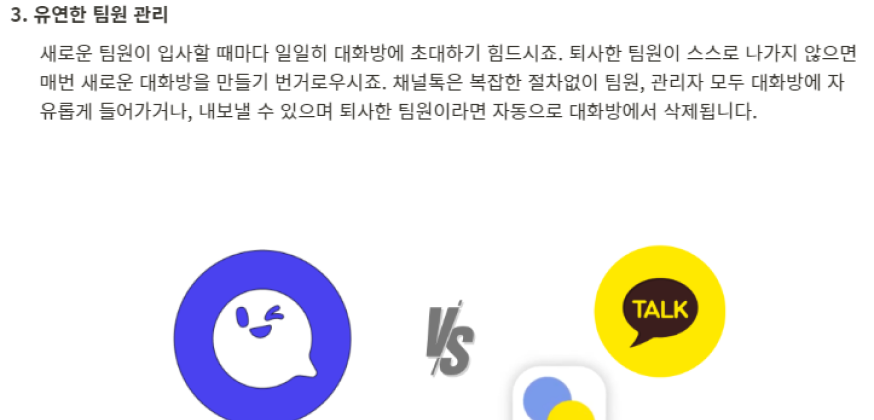 3. 유연한 팀원 관리
새로운 팀원이 입사할 때마다 일일히 대화방에 초대하기 힘드시죠. 퇴사한 팀원이 스스로 나가지 않으면
매번 새로운 대화방을 만들기 번거로우시죠. 채널톡은 복잡한 절차없이 팀원, 관리자 모두 대화방에 자
유롭게 들어가거나, 내보낼 수 있으며 퇴사한 팀원이라면 자동으로 대화방에서 삭제됩니다.
VS
TALK